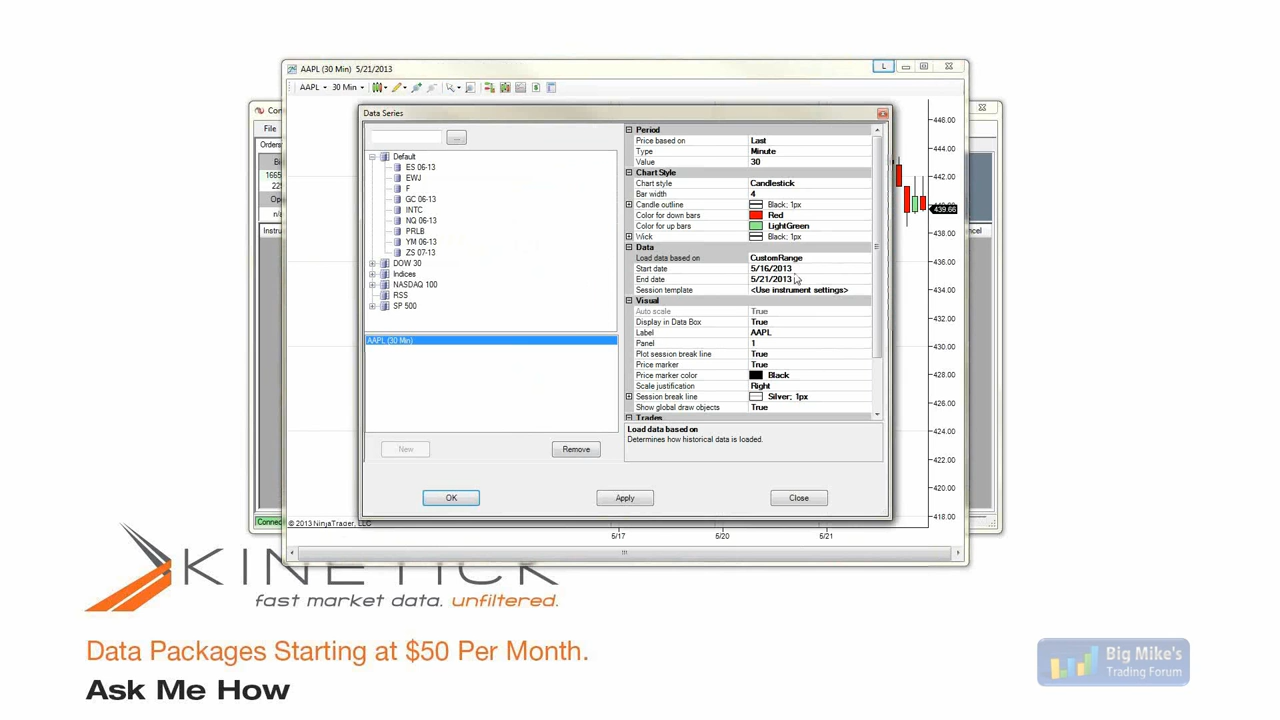 AAPL (30 Min) 5/21/2013
L
AAPL 30 Min
File
Orders
1665
n/a
Instru
Data Series
...
Default
ES 06-13
EWJ
F
GC 06-13
INTC
NQ 06-13
PRLB
YM 06-13
ZS 07-13
DOW 30
Indices
NASDAQ 100
RSS
SP 500
AAPL (30 Min)
New
Remove
Period
Price based on Last
Type Minute
Value 30
Chart Style
Chart style Candlestick
Bar width 4
Candle outline Black; 1px
Color for down bars Red
Color for up bars LightGreen
Wick Black; 1px
Data
Load data based on CustomRange
Start date 5/16/2013
End date 5/21/2013
Session template <Use instrument settings>
Visual
Auto scale True
Display in Data Box True
Label AAPL
Panel 1
Plot session break line True
Price marker True
Price marker color Black
Scale justification Right
Session break line Silver; 1px
Show global draw objects True
Trades
Load data based on
Determines how historical data is loaded.
OK
Apply
Close
446.00
444.00
442.00
439.66
438.00
436.00
434.00
432.00
430.00
428.00
426.00
424.00
422.00
420.00
418.00
cancel
Connec
© 2013 NinjaTrader, LLC
5/17
5/20
5/21
KINETICK
fast market data. unfiltered.
Data Packages Starting at $50 Per Month.
Ask Me How
Big Mike's
Trading Forum